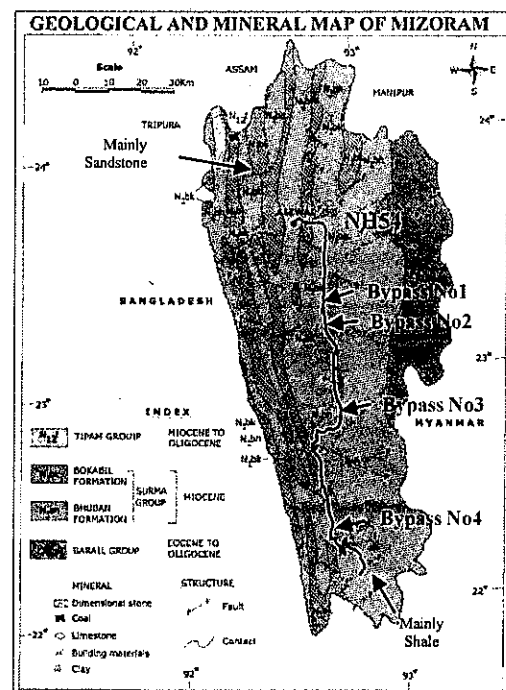 GEOLOGICAL AND MINERAL MAP OF MIZORAM
92°
93°
Scale
10 0 10 20 30Km
ASSAM
MANIPUR
N
W E
S
TRIPURA
24°
24°
Mainly
Sandstone
NH54
Bypass No1
BANGLADESH
Bypass No2
23°
23°
Bypass No3
MYANMAR
INDEX
TIPAM GROUP
MIOCENE TO
OLIGOCENE
BOKABIL
FORMATION
SURMA
GROUP
MIOCENE
BHUBAN
FORMATION
BARAIL GROUP
EOCENE TO
OLIGOCENE
Bypass No4
MINERAL
STRUCTURE
Dimensional stone
Fault
Coal
Limestone
Contact
Building materials
Clay
Mainly
Shale
22°
22°
92°
93°